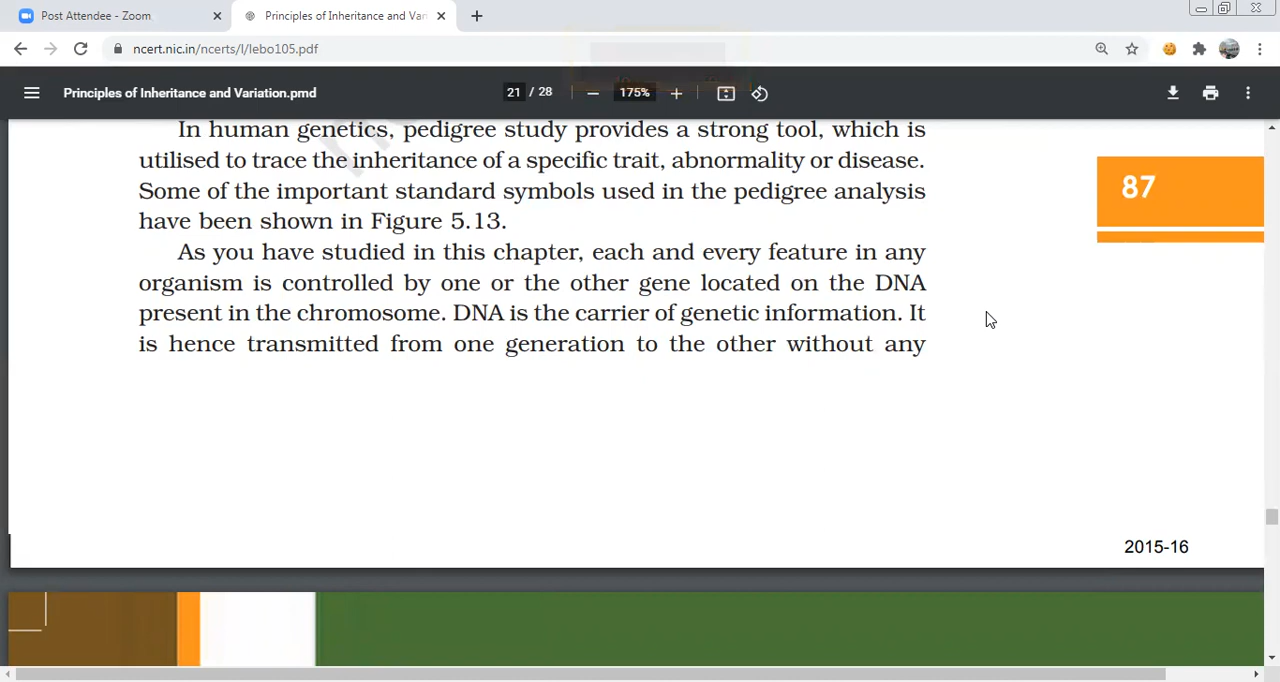 Post Attendee - Zoom
Principles of Inheritance and Var
ncert.nic.in/ncerts/l/lebo105.pdf
Principles of Inheritance and Variation.pmd
21 / 28
175%
In human genetics, pedigree study provides a strong tool, which is
utilised to trace the inheritance of a specific trait, abnormality or disease.
Some of the important standard symbols used in the pedigree analysis
have been shown in Figure 5.13.
87
As you have studied in this chapter, each and every feature in any
organism is controlled by one or the other gene located on the DNA
present in the chromosome. DNA is the carrier of genetic information. It
is hence transmitted from one generation to the other without any
2015-16